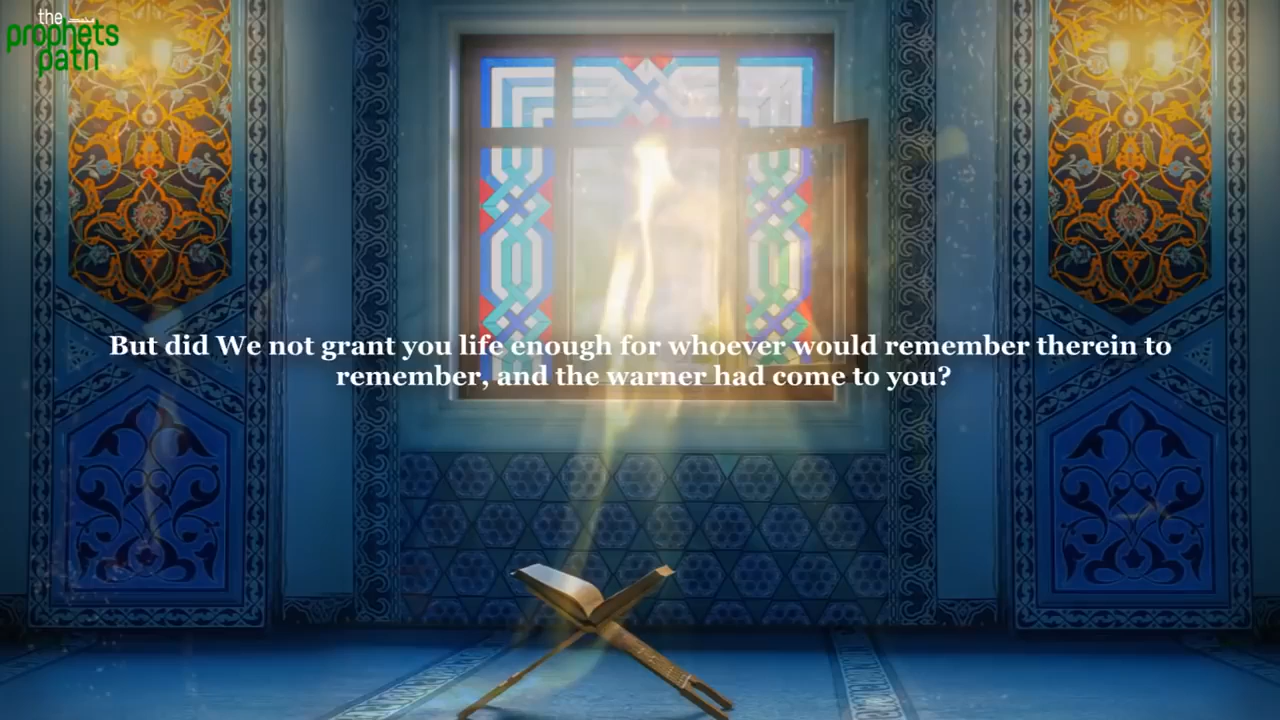 the
prophets
path
But did We not grant you life enough for whoever would remember therein to
remember, and the warner had come to you?